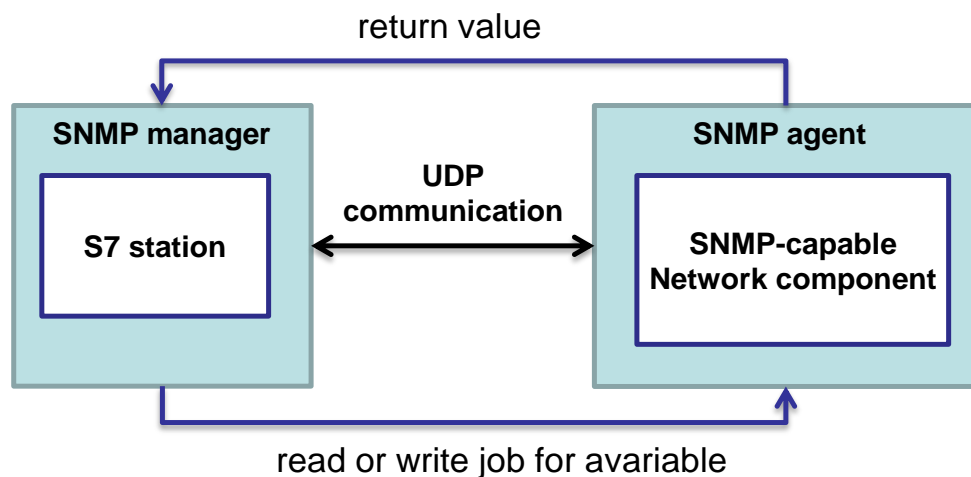 return value
SNMP manager
S7 station
UDP
communication
SNMP agent
SNMP-capable
Network component
read or write job for avariable